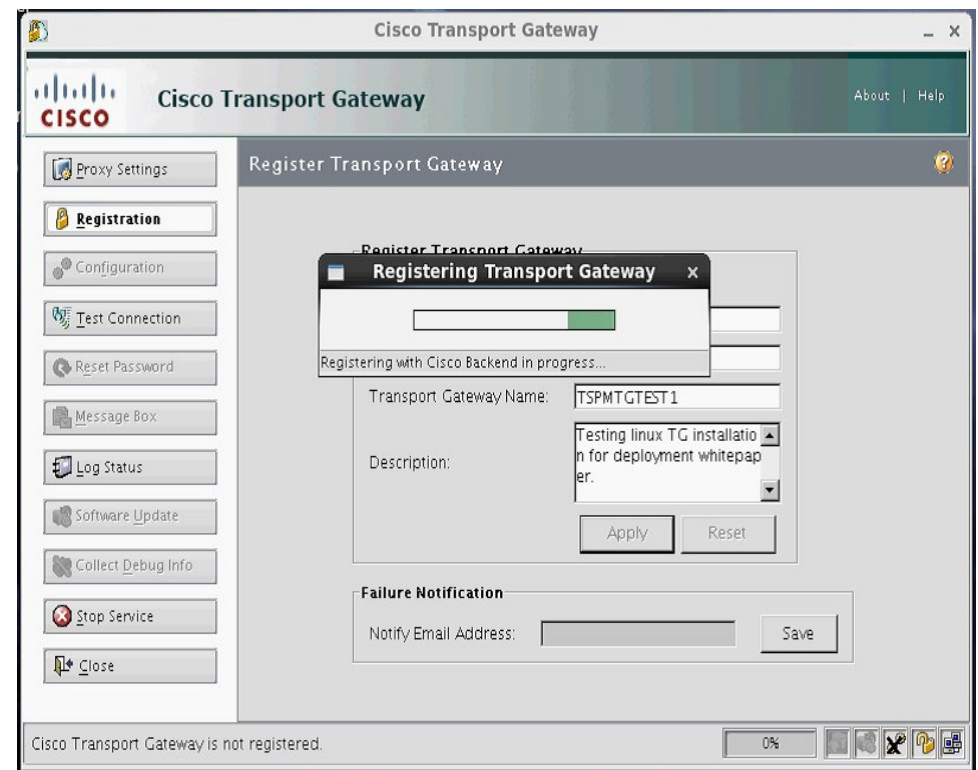 Cisco Transport Gateway
CISCO
Cisco Transport Gateway
About | Help
Proxy Settings
Registration
Configuration
Test Connection
Reset Password
Message Box
Log Status
Software Update
Collect Debug Info
Stop Service
Close
Register Transport Gateway
Register Transport Gateway
Registering Transport Gateway
Registering with Cisco Backend in progress...
Transport Gateway Name: TSPMTGTEST1
Description:
Testing linux TG installatio
n for deployment whitepap
er.
Apply Reset
Failure Notification
Notify Email Address: Save
Cisco Transport Gateway is not registered.
0%